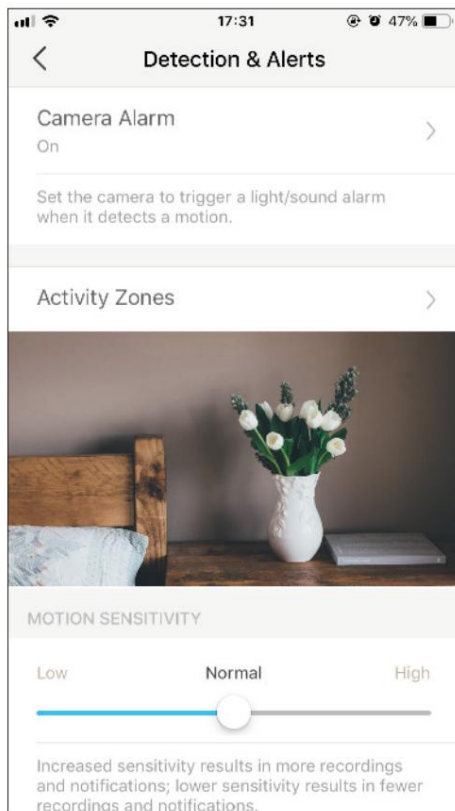 17:31
47%
Detection & Alerts
Camera Alarm
On
Set the camera to trigger a light/sound alarm
when it detects a motion.
Activity Zones
MOTION SENSITIVITY
Low Normal High
Increased sensitivity results in more recordings
and notifications; lower sensitivity results in fewer
recordings and notifications.